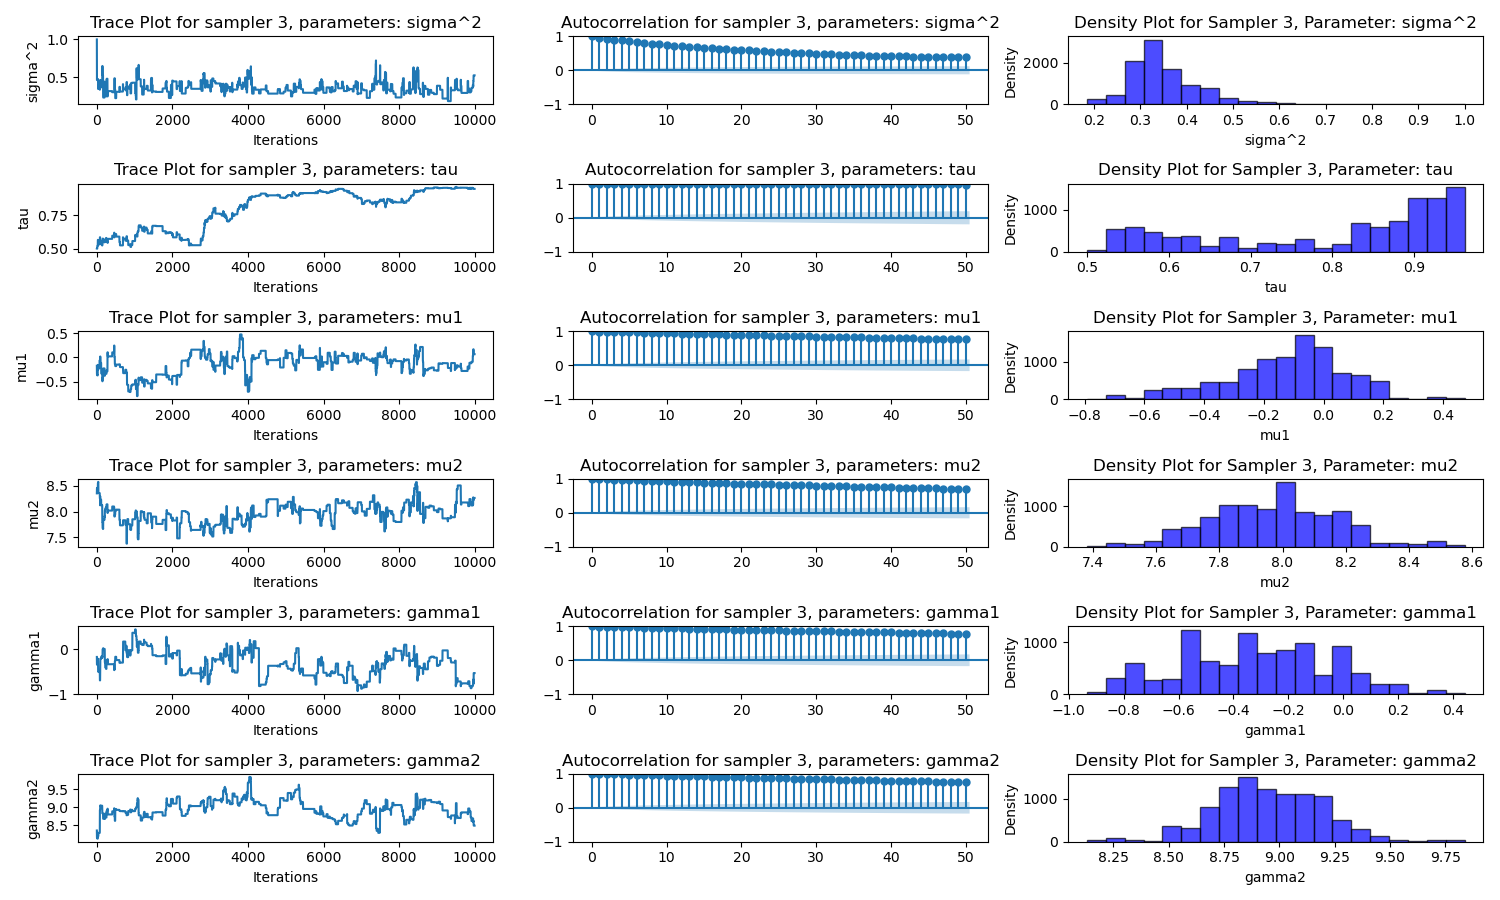 Trace Plot for sampler 3, parameters: sigma^2
sigma^2
1.0
0.5
0 2000 4000 6000 8000 10000
Iterations
Autocorrelation for sampler 3, parameters: sigma^2
1
0
−1
0 10 20 30 40 50
Density Plot for Sampler 3, Parameter: sigma^2
Density
2000
0
0.2 0.3 0.4 0.5 0.6 0.7 0.8 0.9 1.0
sigma^2
Trace Plot for sampler 3, parameters: tau
tau
0.75
0.50
0 2000 4000 6000 8000 10000
Iterations
Autocorrelation for sampler 3, parameters: tau
1
0
−1
0 10 20 30 40 50
Density Plot for Sampler 3, Parameter: tau
Density
1000
0
0.5 0.6 0.7 0.8 0.9
tau
Trace Plot for sampler 3, parameters: mu1
mu1
0.5
0.0
−0.5
0 2000 4000 6000 8000 10000
Iterations
Autocorrelation for sampler 3, parameters: mu1
1
0
−1
0 10 20 30 40 50
Density Plot for Sampler 3, Parameter: mu1
Density
1000
0
−0.8 −0.6 −0.4 −0.2 0.0 0.2 0.4
mu1
Trace Plot for sampler 3, parameters: mu2
mu2
8.5
8.0
7.5
0 2000 4000 6000 8000 10000
Iterations
Autocorrelation for sampler 3, parameters: mu2
1
0
−1
0 10 20 30 40 50
Density Plot for Sampler 3, Parameter: mu2
Density
1000
0
7.4 7.6 7.8 8.0 8.2 8.4 8.6
mu2
Trace Plot for sampler 3, parameters: gamma1
gamma1
0
−1
0 2000 4000 6000 8000 10000
Iterations
Autocorrelation for sampler 3, parameters: gamma1
1
0
−1
0 10 20 30 40 50
Density Plot for Sampler 3, Parameter: gamma1
Density
1000
0
−1.0 −0.8 −0.6 −0.4 −0.2 0.0 0.2 0.4
gamma1
Trace Plot for sampler 3, parameters: gamma2
gamma2
9.5
9.0
8.5
0 2000 4000 6000 8000 10000
Iterations
Autocorrelation for sampler 3, parameters: gamma2
1
0
−1
0 10 20 30 40 50
Density Plot for Sampler 3, Parameter: gamma2
Density
1000
0
8.25 8.50 8.75 9.00 9.25 9.50 9.75
gamma2